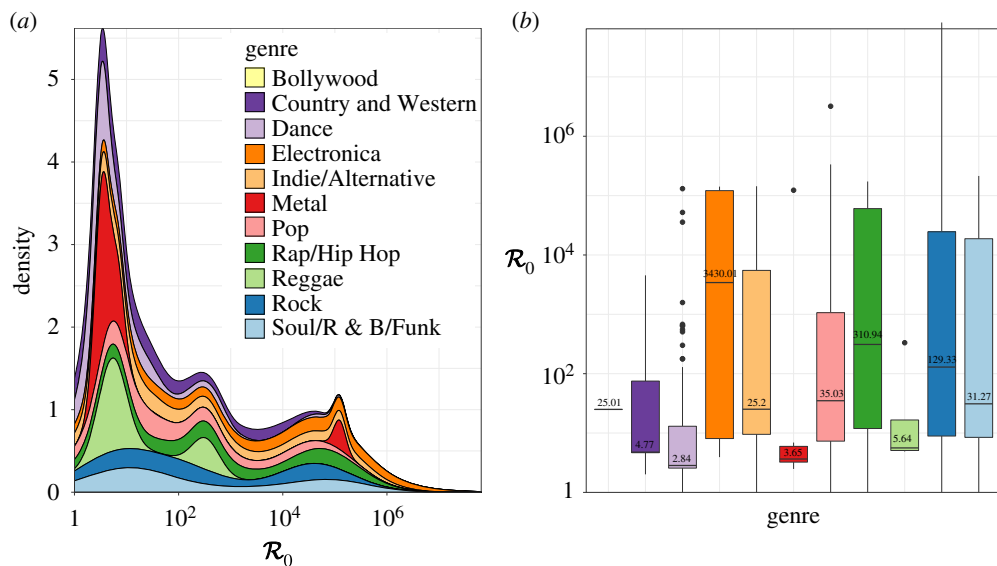 (a)
density
5
4
3
2
1
0
1
10²
10⁴
10⁶
ℛ₀
genre
Bollywood
Country and Western
Dance
Electronica
Indie/Alternative
Metal
Pop
Rap/Hip Hop
Reggae
Rock
Soul/R & B/Funk
(b)
ℛ₀
10⁶
10⁴
10²
1
25.01
4.77
2.84
3430.01
25.2
3.65
35.03
310.94
5.64
129.33
31.27
genre